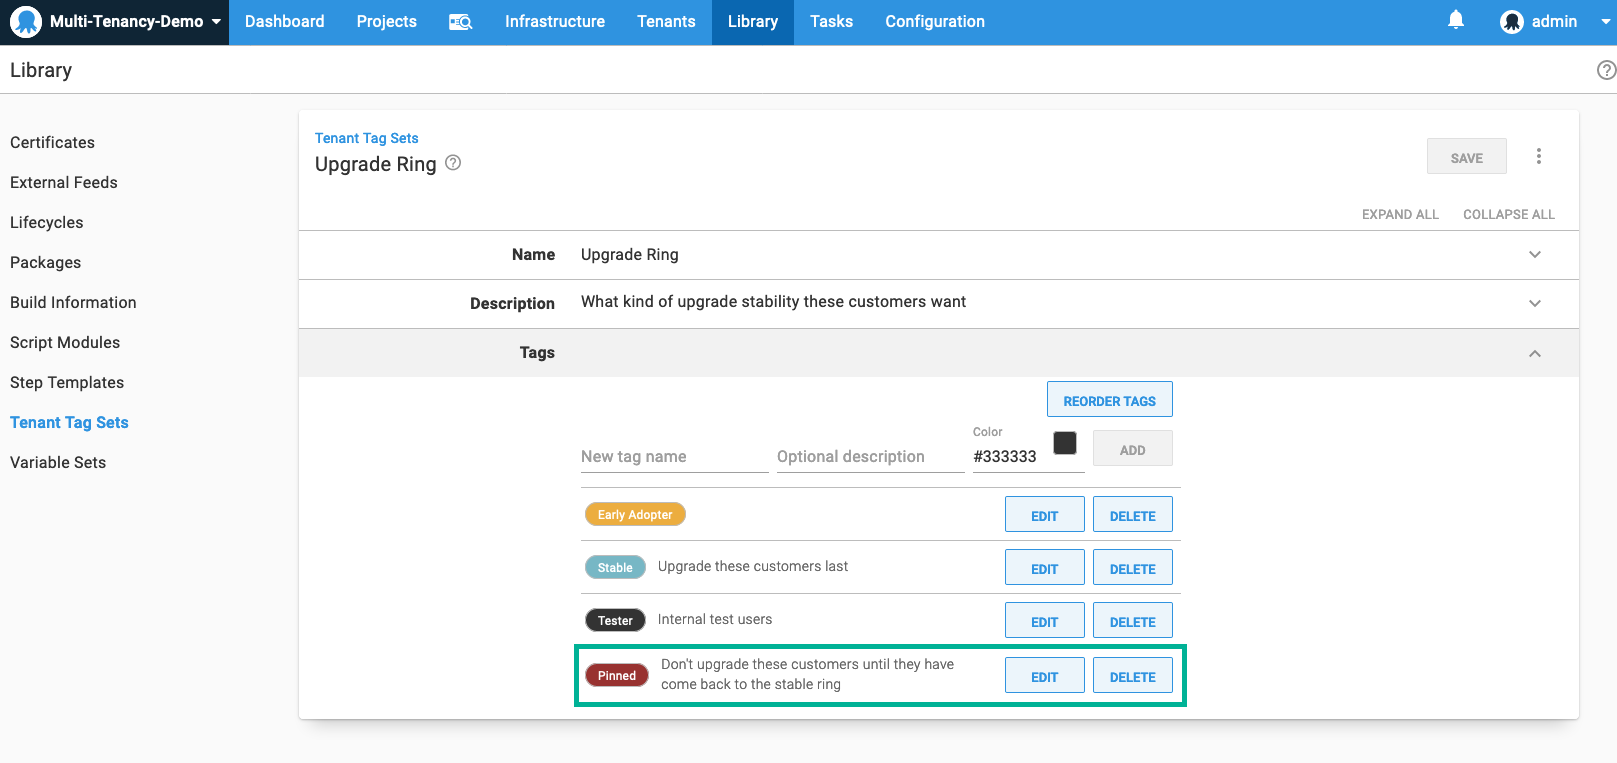 Multi-Tenancy-Demo Dashboard Projects Infrastructure Tenants Library Tasks Configuration admin
Library
Certificates
External Feeds
Lifecycles
Packages
Build Information
Script Modules
Step Templates
Tenant Tag Sets
Variable Sets
Tenant Tag Sets
Upgrade Ring
SAVE
EXPAND ALL COLLAPSE ALL
Name Upgrade Ring
Description What kind of upgrade stability these customers want
Tags
REORDER TAGS
Color
New tag name Optional description #333333 ADD
Early Adopter EDIT DELETE
Stable Upgrade these customers last EDIT DELETE
Tester Internal test users EDIT DELETE
Pinned Don't upgrade these customers until they have
come back to the stable ring EDIT DELETE